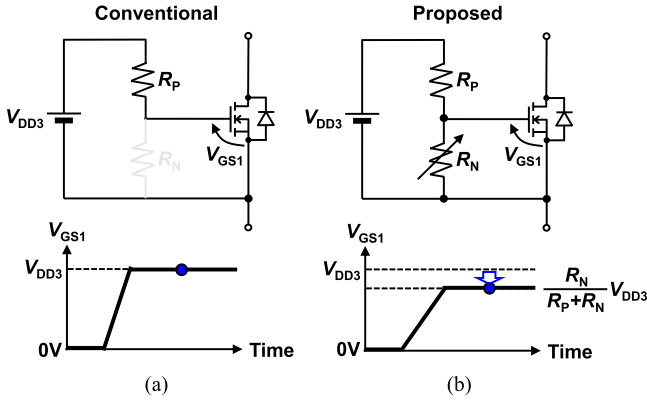 Conventional
Proposed
RP
VDD3
RN
VGS1
RP
VDD3
RN
VGS1
VGS1
VDD3
0V
Time
VGS1
VDD3
RN
RP+RN
VDD3
0V
Time
(a)
(b)